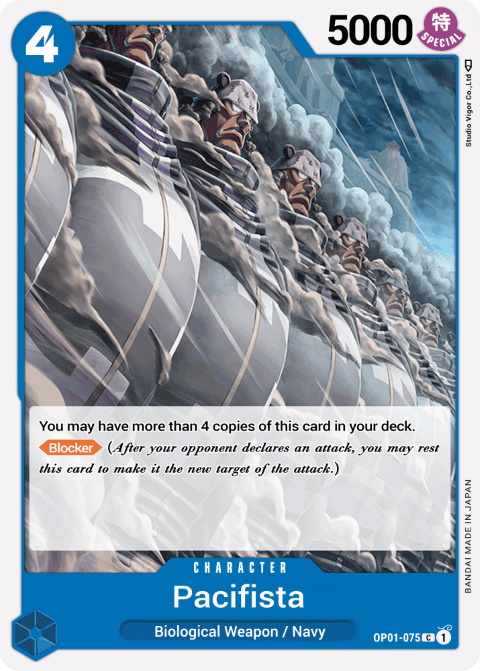 4
5000
特
SPECIAL
Studio Vigor Co.,Ltd
You may have more than 4 copies of this card in your deck.
Blocker (After your opponent declares an attack, you may rest
this card to make it the new target of the attack.)
BANDAI MADE IN JAPAN
CHARACTER
Pacifista
Biological Weapon / Navy
OP01-075 C 1